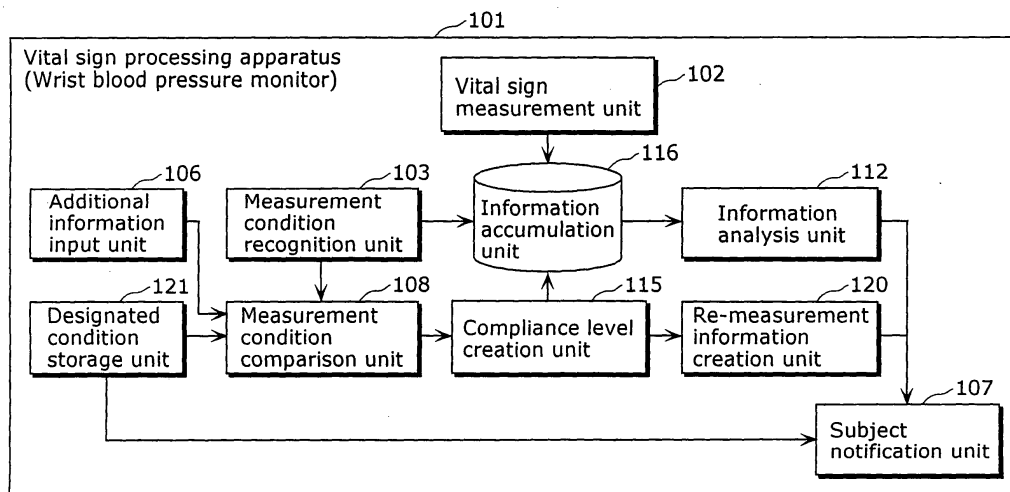 101
Vital sign processing apparatus
(Wrist blood pressure monitor)
102
Vital sign
measurement unit
116
106
103
112
Additional
information
input unit
Measurement
condition
recognition unit
Information
accumulation
unit
Information
analysis unit
121
108
115
120
Designated
condition
storage unit
Measurement
condition
comparison unit
Compliance level
creation unit
Re-measurement
information
creation unit
107
Subject
notification unit